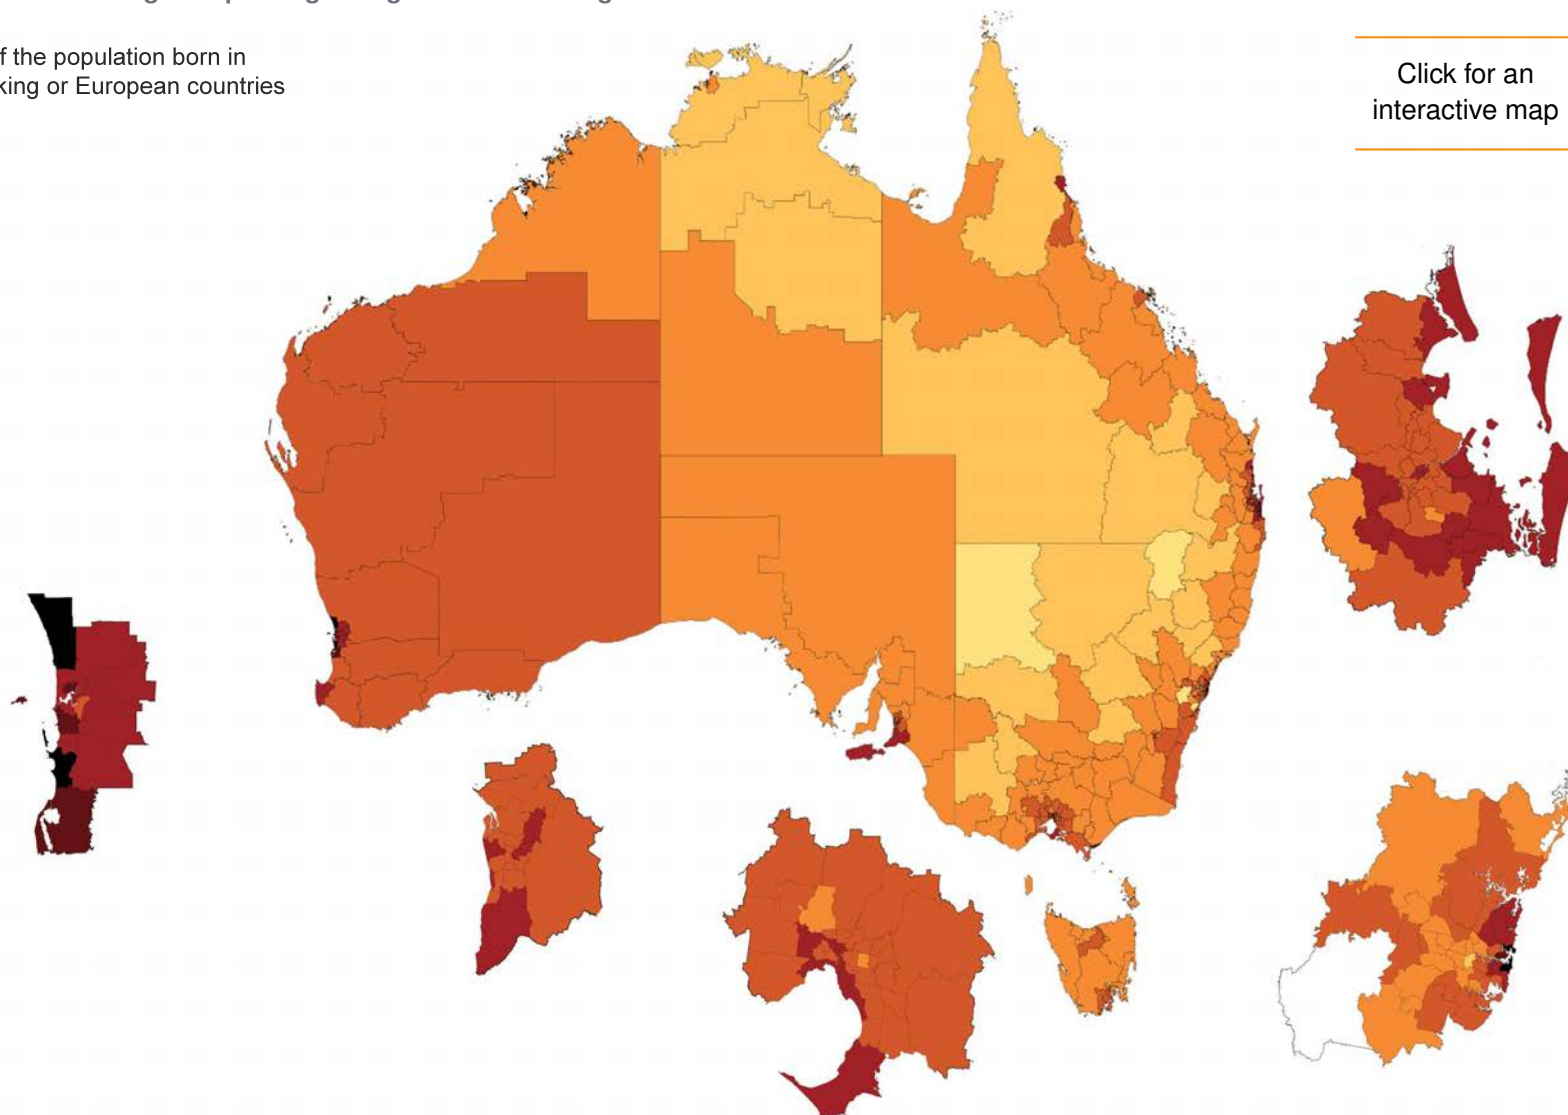 f the population born in
king or European countries
Click for an
interactive map